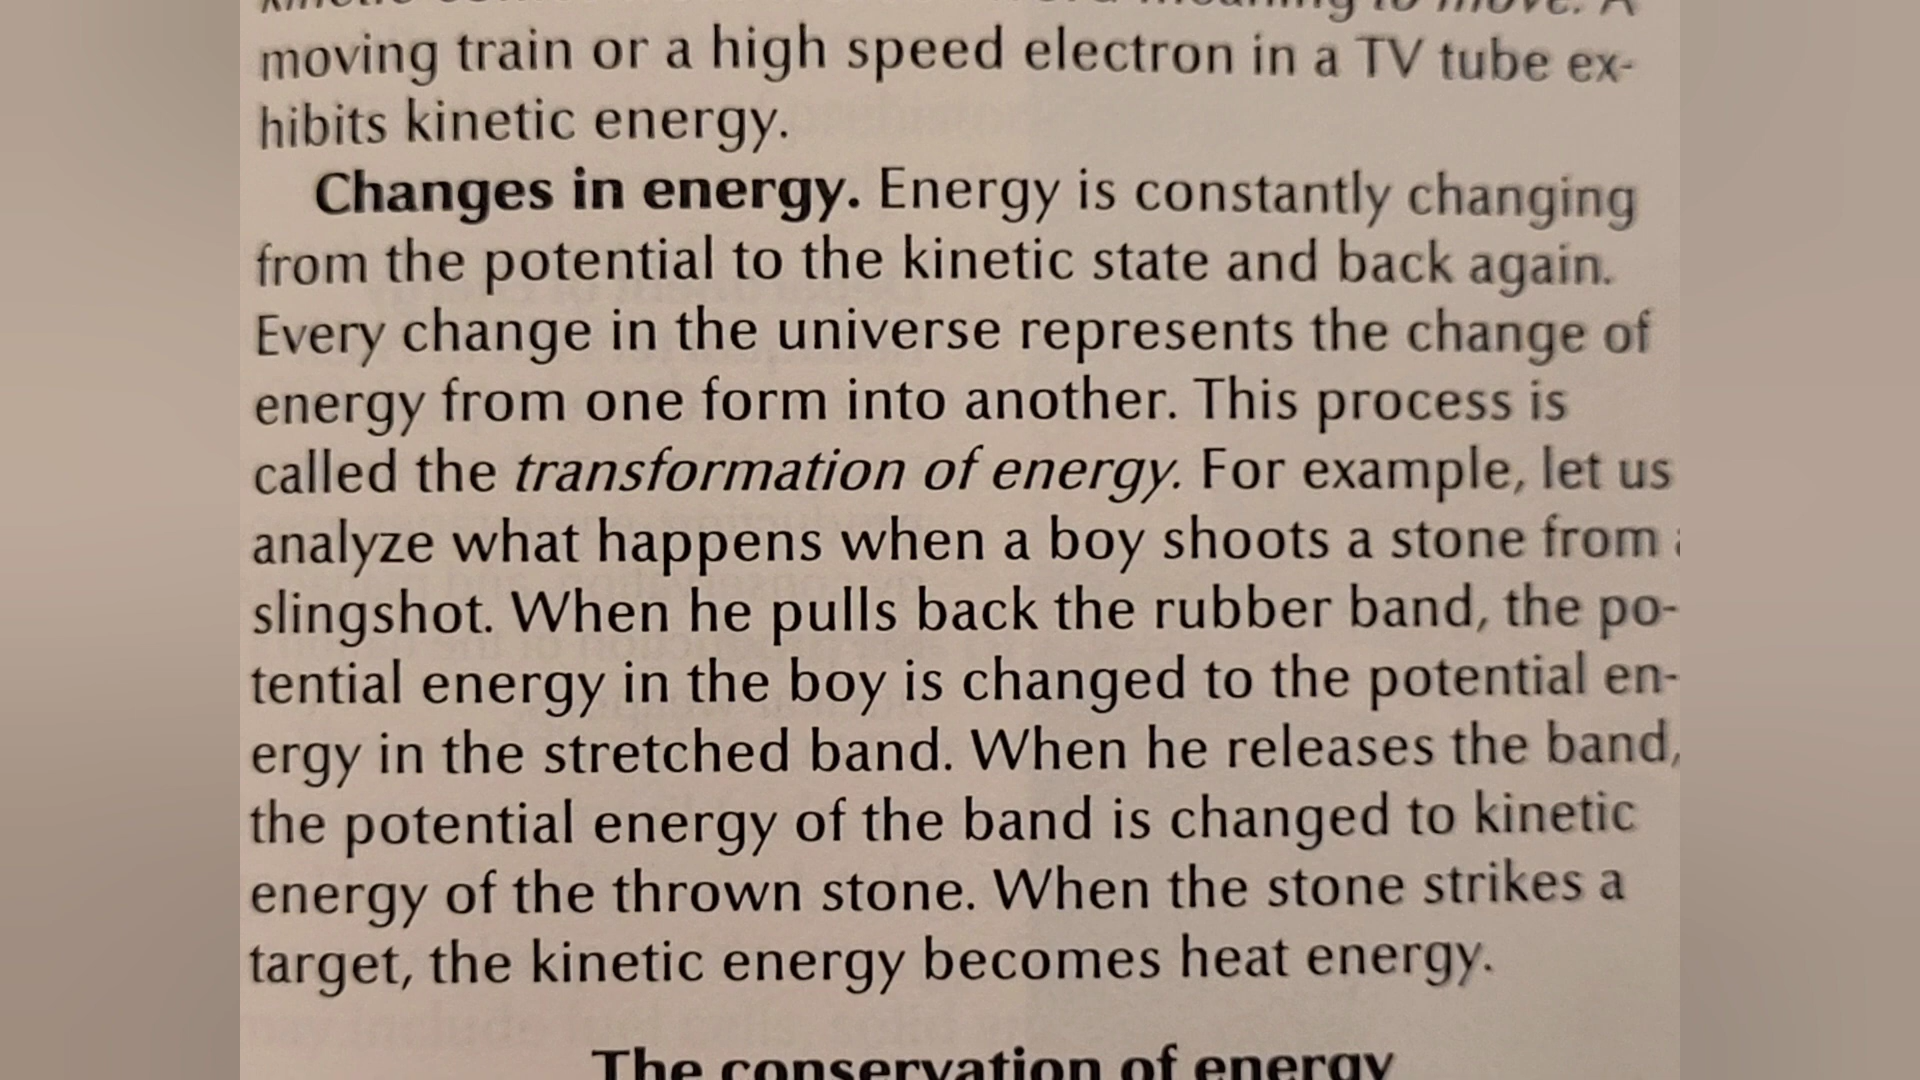 kinetic meaning to move. A
moving train or a high speed electron in a TV tube ex-
hibits kinetic energy.
Changes in energy. Energy is constantly changing
from the potential to the kinetic state and back again.
Every change in the universe represents the change of
energy from one form into another. This process is
called the transformation of energy. For example, let us
analyze what happens when a boy shoots a stone from
slingshot. When he pulls back the rubber band, the po-
tential energy in the boy is changed to the potential en-
ergy in the stretched band. When he releases the band,
the potential energy of the band is changed to kinetic
energy of the thrown stone. When the stone strikes a
target, the kinetic energy becomes heat energy.
The conservation of energy